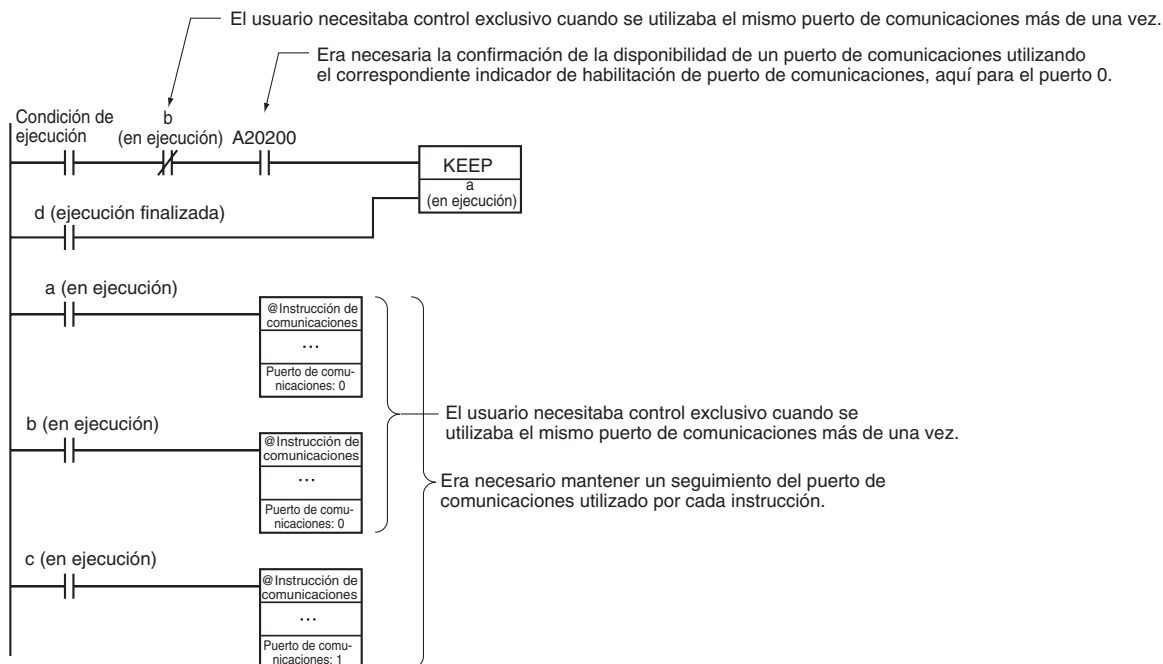 El usuario necesitaba control exclusivo cuando se utilizaba el mismo puerto de comunicaciones más de una vez.
Era necesaria la confirmación de la disponibilidad de un puerto de comunicaciones utilizando
el correspondiente indicador de habilitación de puerto de comunicaciones, aquí para el puerto 0.
Condición de
ejecución
b
(en ejecución)
A20200
KEEP
a
(en ejecución)
d (ejecución finalizada)
a (en ejecución)
@Instrucción de
comunicaciones
...
Puerto de comu-
nicaciones: 0
b (en ejecución)
@Instrucción de
comunicaciones
...
Puerto de comu-
nicaciones: 0
El usuario necesitaba control exclusivo cuando se
utilizaba el mismo puerto de comunicaciones más de una vez.
Era necesario mantener un seguimiento del puerto de
comunicaciones utilizado por cada instrucción.
c (en ejecución)
@Instrucción de
comunicaciones
...
Puerto de comu-
nicaciones: 1